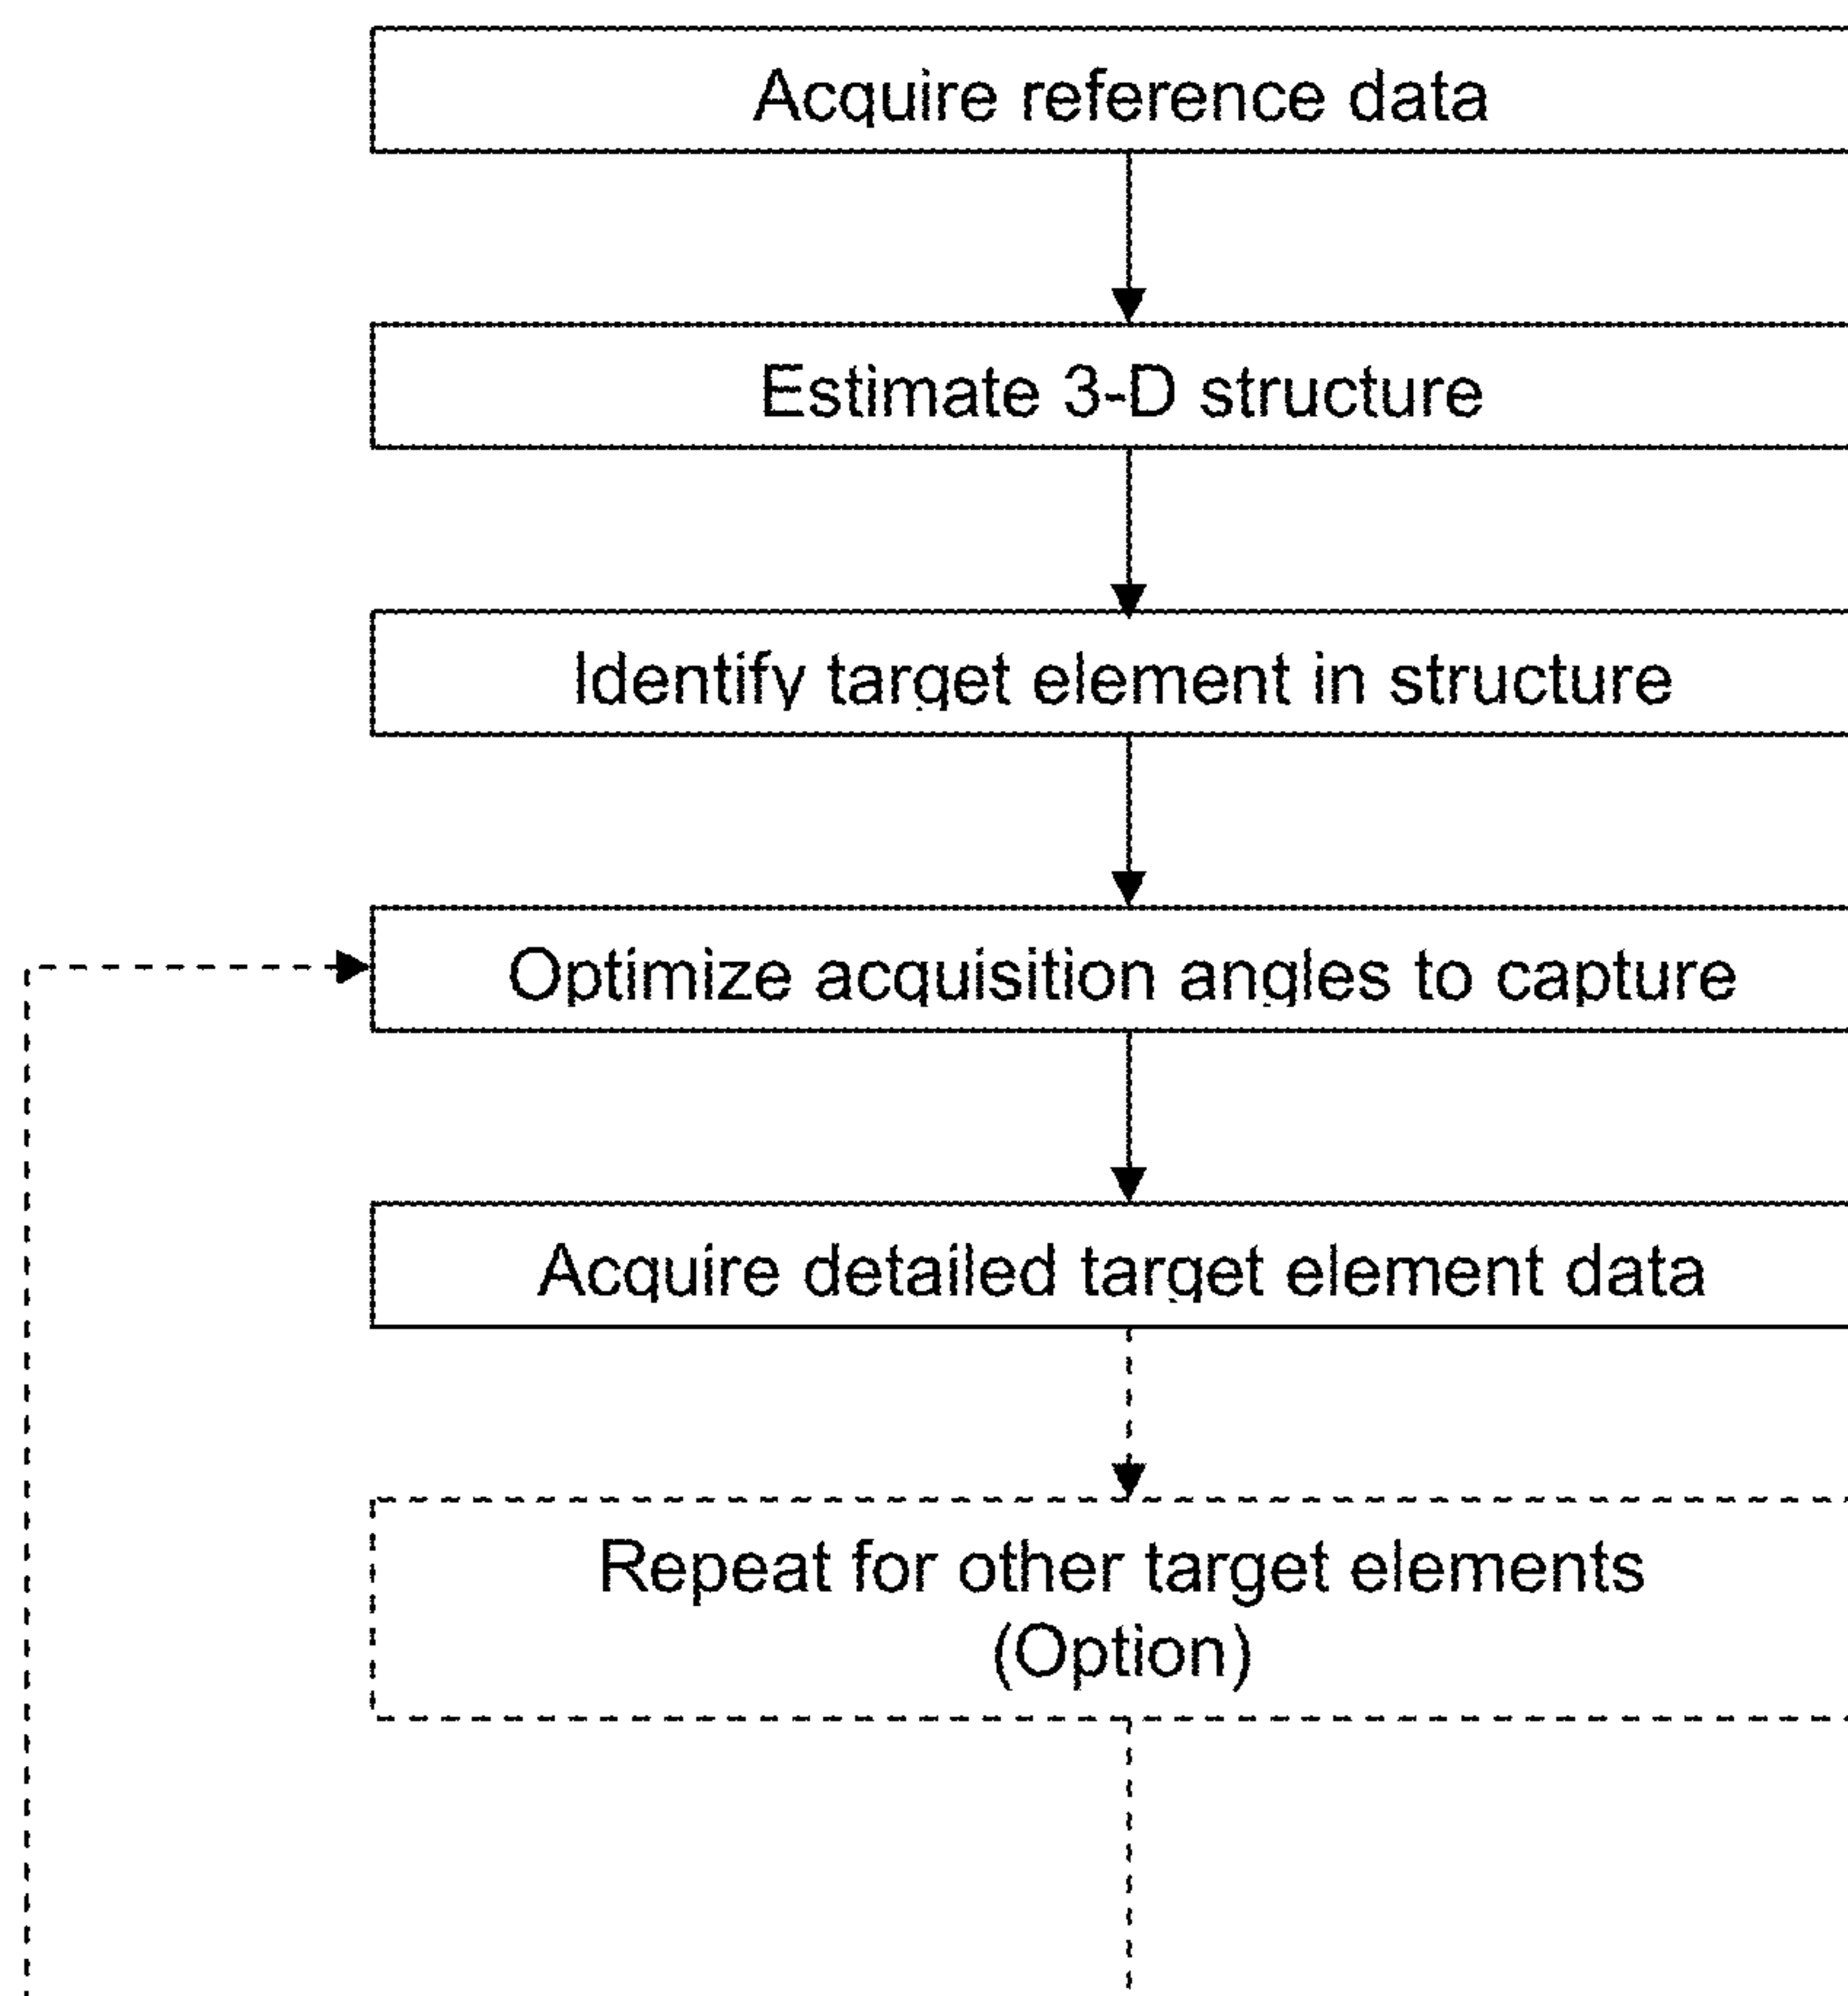 Acquire reference data
Estimate 3-D structure
Identify target element in structure
Optimize acquisition angles to capture
Acquire detailed target element data
Repeat for other target elements
(Option)